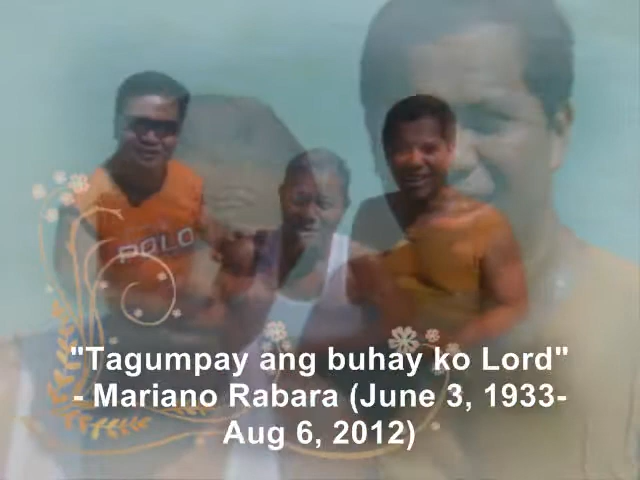 POLO
"Tagumpay ang buhay ko Lord"
- Mariano Rabara (June 3, 1933-
Aug 6, 2012)